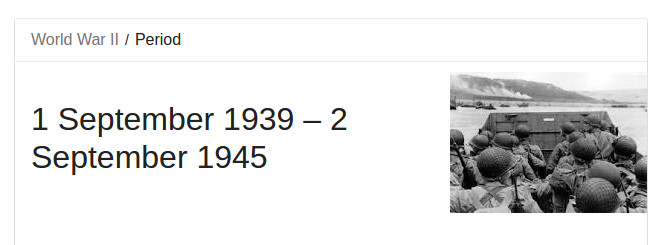 World War II / Period
1 September 1939 – 2
September 1945